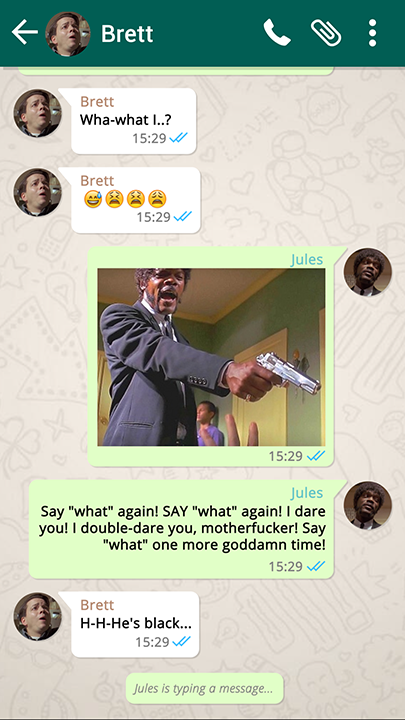 Brett
Brett
Wha-what I..?
15:29
Brett
😅😫😫😩
15:29
Jules
15:29
Jules
Say "what" again! SAY "what" again! I dare
you! I double-dare you, motherfucker! Say
"what" one more goddamn time!
15:29
Brett
H-H-He's black...
15:29
Jules is typing a message...